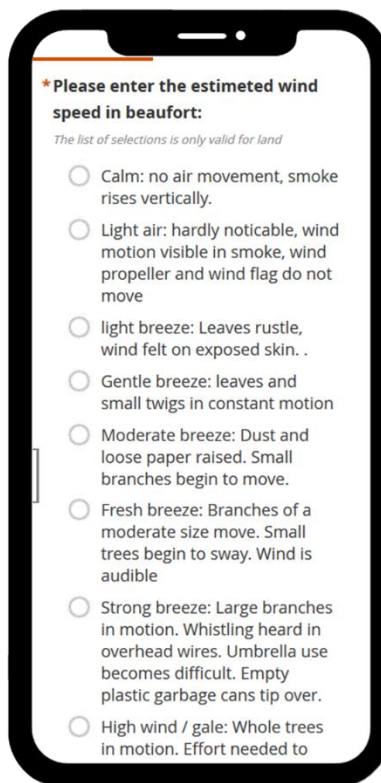 *Please enter the estimeted wind
speed in beaufort:
The list of selections is only valid for land
Calm: no air movement, smoke
rises vertically.
Light air: hardly noticable, wind
motion visible in smoke, wind
propeller and wind flag do not
move
light breeze: Leaves rustle,
wind felt on exposed skin. .
Gentle breeze: leaves and
small twigs in constant motion
Moderate breeze: Dust and
loose paper raised. Small
branches begin to move.
Fresh breeze: Branches of a
moderate size move. Small
trees begin to sway. Wind is
audible
Strong breeze: Large branches
in motion. Whistling heard in
overhead wires. Umbrella use
becomes difficult. Empty
plastic garbage cans tip over.
High wind / gale: Whole trees
in motion. Effort needed to